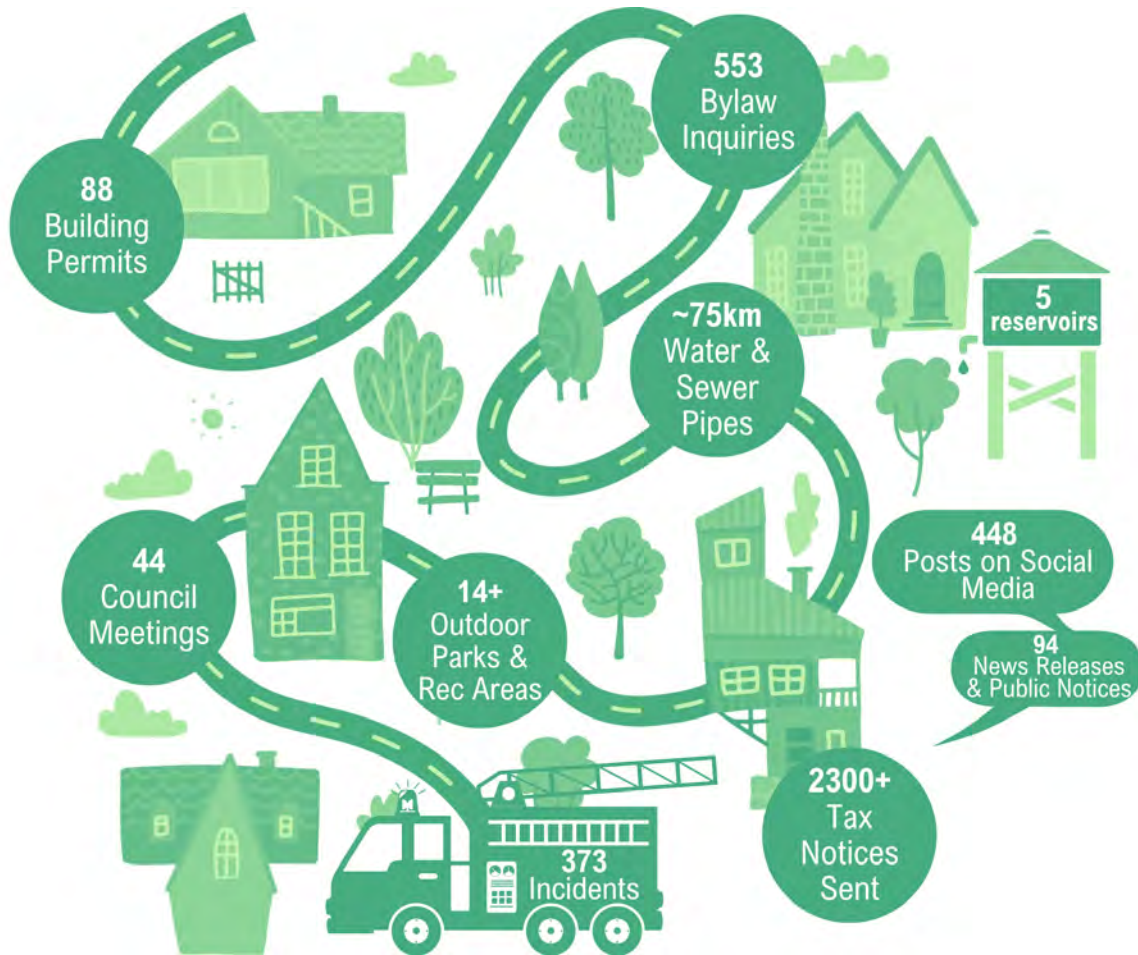 88
Building
Permits
553
Bylaw
Inquiries
~75km
Water &
Sewer
Pipes
5
reservoirs
44
Council
Meetings
14+
Outdoor
Parks &
Rec Areas
448
Posts on Social
Media
94
News Releases
& Public Notices
2300+
Tax
Notices
Sent
373
Incidents